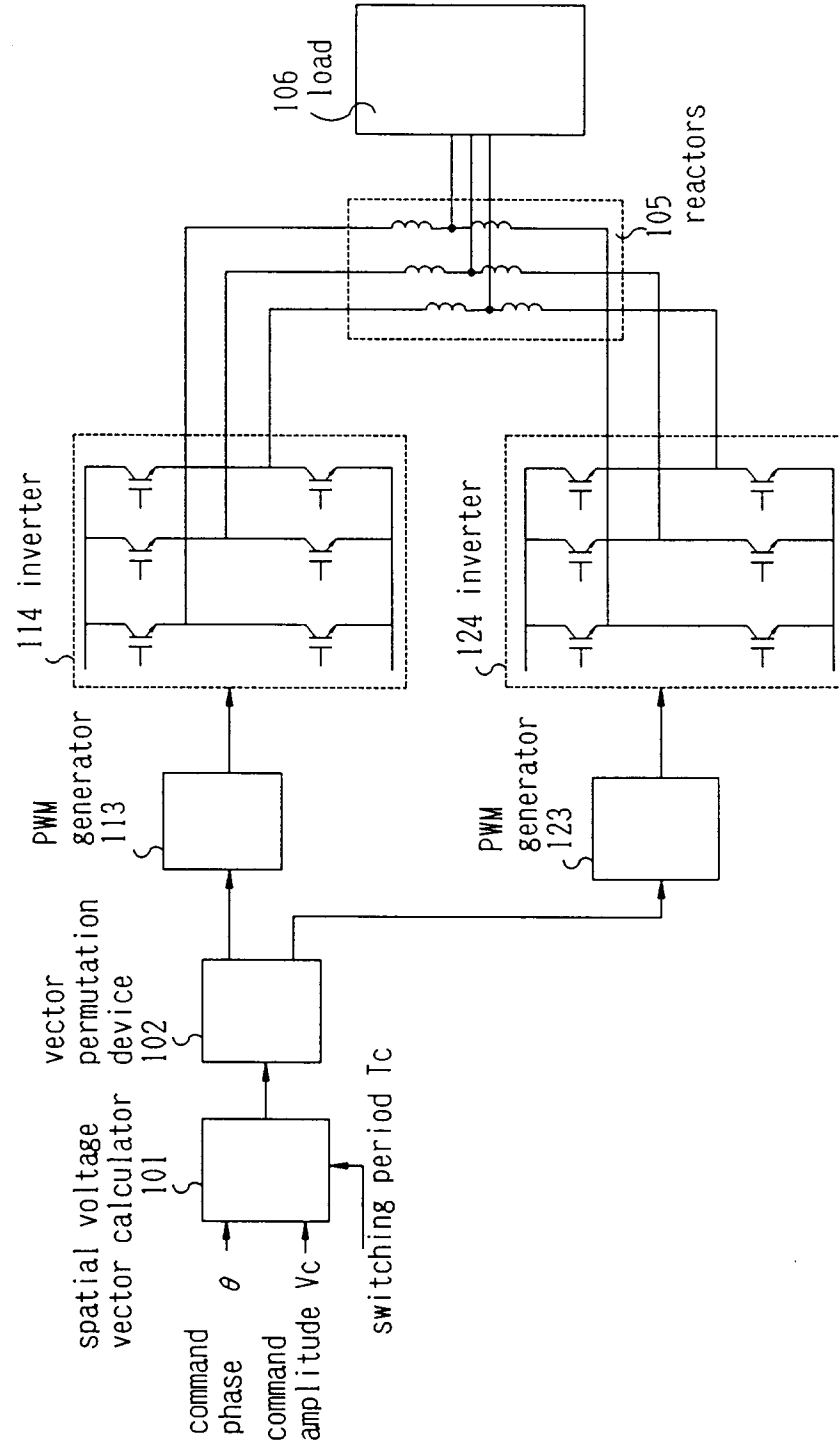 command
phase θ
command
amplitude Vc
switching period Tc
spatial voltage
vector calculator
101
vector
permutation
device
102
PWM
generator
113
PWM
generator
123
114 inverter
124 inverter
105
reactors
106
load